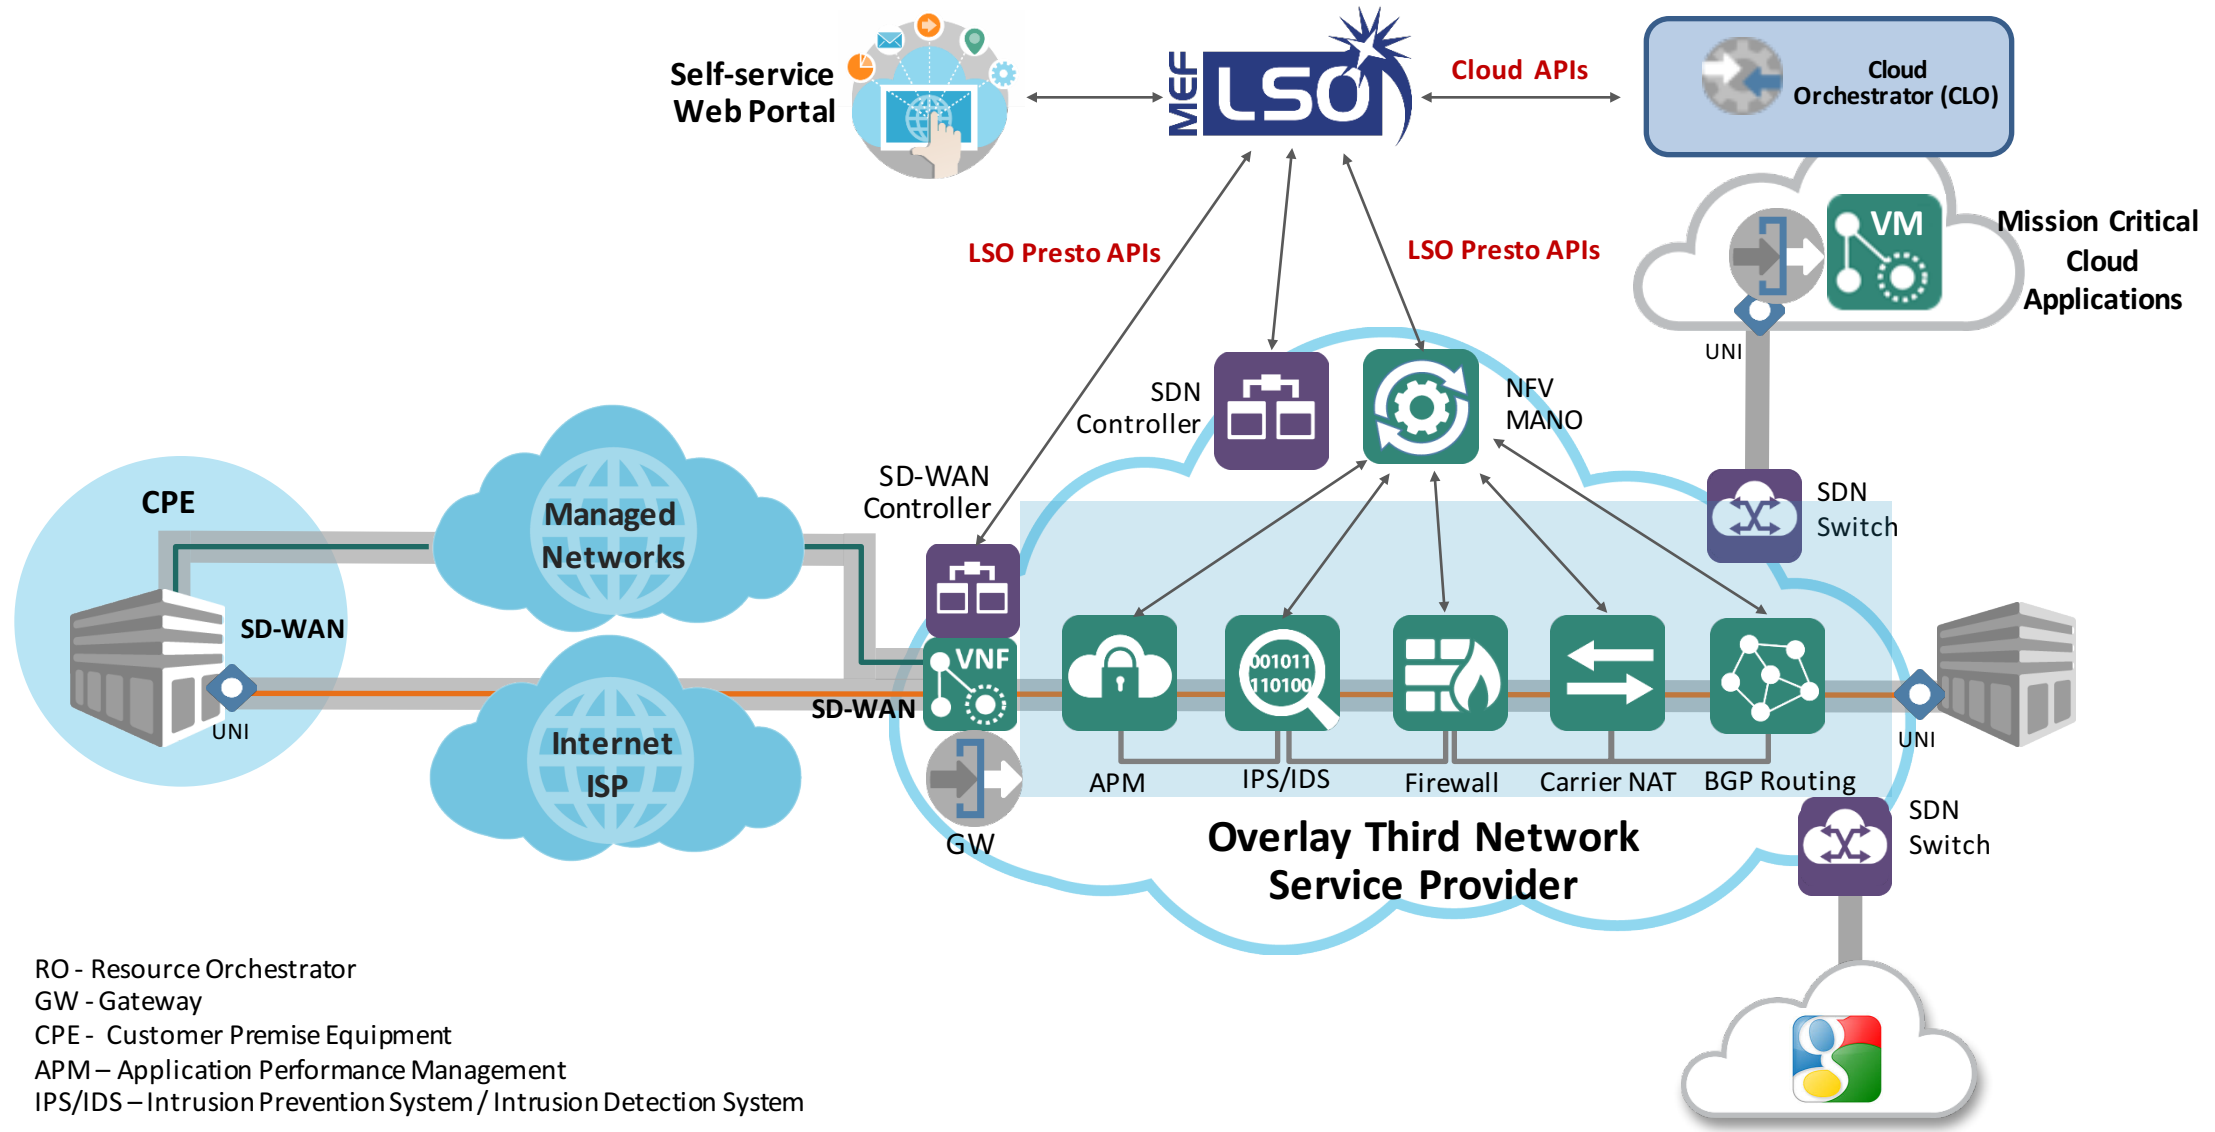 Self-service
Web Portal
MEF
LSO
Cloud APIs
Cloud
Orchestrator (CLO)
LSO Presto APIs
LSO Presto APIs
VM
Mission Critical
Cloud
Applications
UNI
SDN
Controller
NFV
MANO
SD-WAN
Controller
SDN
Switch
CPE
Managed
Networks
SD-WAN
UNI
Internet
ISP
SD-WAN
VNF
GW
001011
110100
APM
IPS/IDS
Firewall
Carrier NAT
BGP Routing
UNI
Overlay Third Network
Service Provider
SDN
Switch
g
RO - Resource Orchestrator
GW - Gateway
CPE - Customer Premise Equipment
APM – Application Performance Management
IPS/IDS – Intrusion Prevention System / Intrusion Detection System